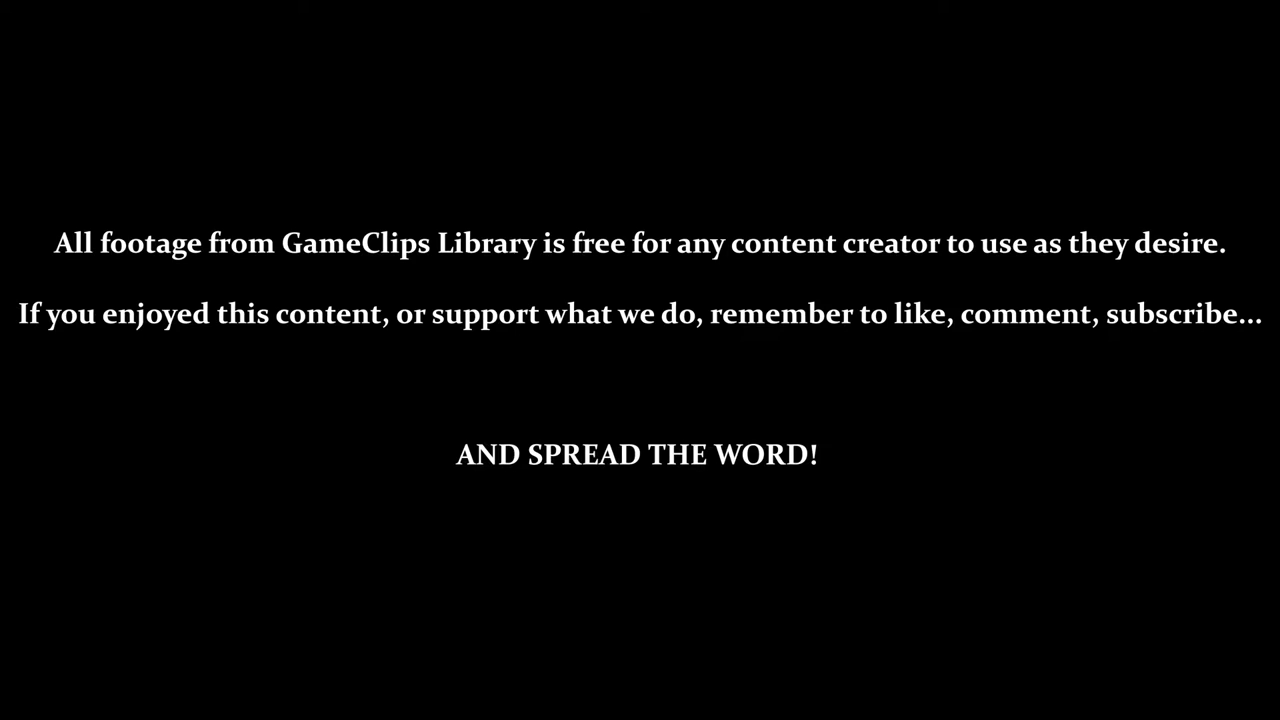 All footage from GameClips Library is free for any content creator to use as they desire.
If you enjoyed this content, or support what we do, remember to like, comment, subscribe...
AND SPREAD THE WORD!